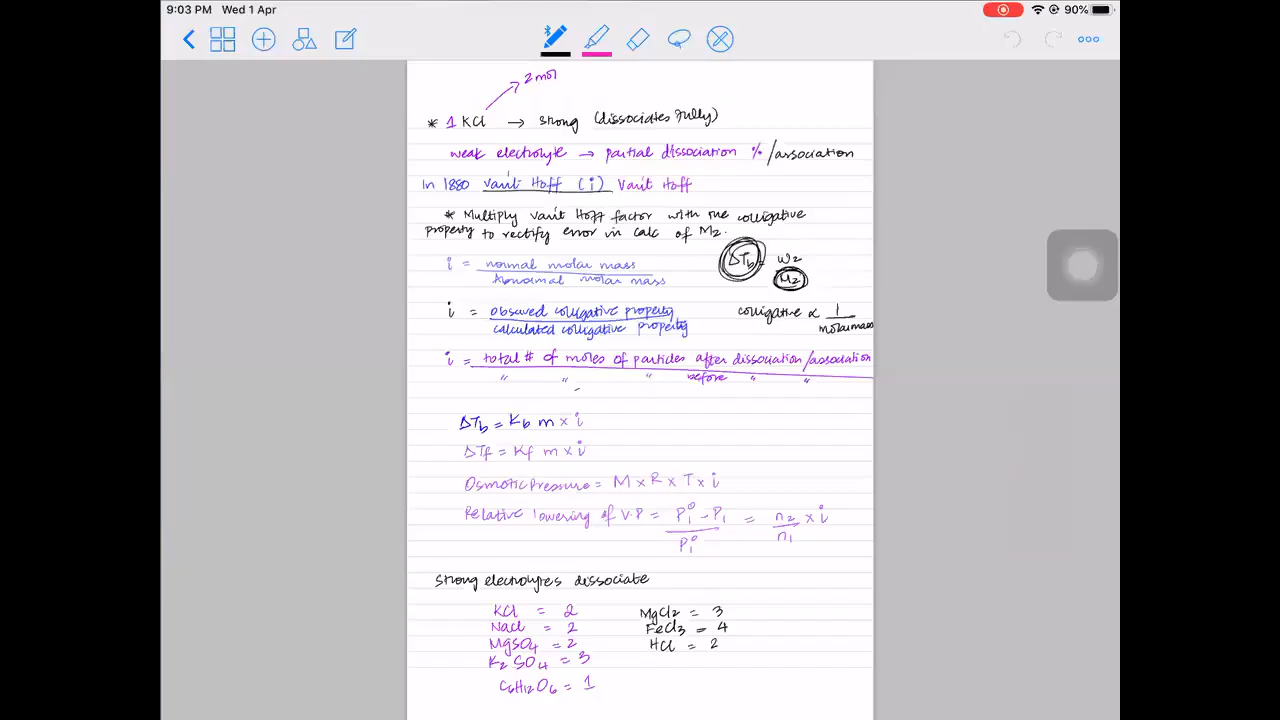 9:03 PM Wed 1 Apr 90%
2 mol
* 1 KCl → strong (dissociates fully)
weak electrolyte → partial dissociation % /association
In 1880 Van't Hoff (i) Van't Hoff
* Multiply van't Hoff factor with the colligative
property to rectify error in calc of M2.
ΔTb = w2
M2
i = normal molar mass
Abnormal molar mass
i = observed colligative property
calculated colligative property
colligative ∝ 1
molar mass
i = total # of moles of particles after dissociation/association
" " " before " "
ΔTb = Kb m × i
ΔTf = Kf m × i
Osmotic Pressure = M × R × T × i
Relative lowering of V.P = P1° - P1 = n2 × i
P1° n1
strong electrolytes dissociate
KCl = 2 MgCl2 = 3
NaCl = 2 FeCl3 = 4
MgSO4 = 2 HCl = 2
K2SO4 = 3
C6H12O6 = 1